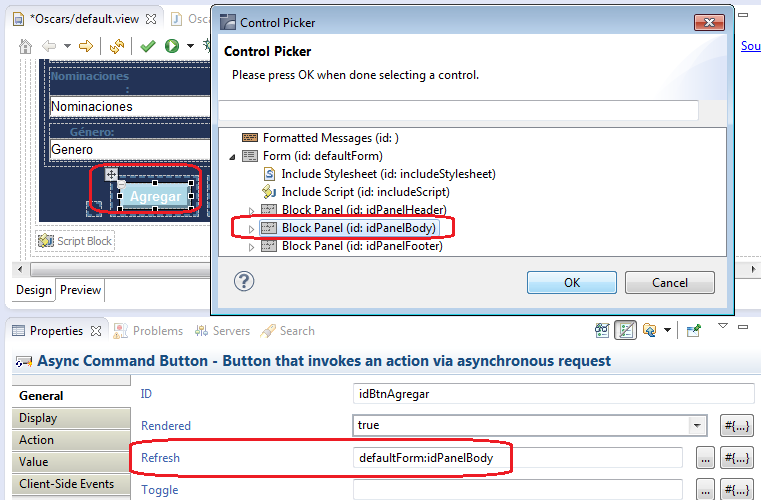 *Oscars/default.view
Oscars
Nominaciones
:
Nominaciones
Género:
Genero
Agregar
Script Block
Design
Preview
Sou
Control Picker
Control Picker
Please press OK when done selecting a control.
Formatted Messages (id: )
Form (id: defaultForm)
Include Stylesheet (id: includeStylesheet)
Include Script (id: includeScript)
Block Panel (id: idPanelHeader)
Block Panel (id: idPanelBody)
Block Panel (id: idPanelFooter)
?
OK
Cancel
Properties
Problems
Servers
Search
Async Command Button - Button that invokes an action via asynchronous request
General
Display
Action
Value
Client-Side Events
ID
idBtnAgregar
Rendered
true
#{...}
Refresh
defaultForm:idPanelBody
...
#{...}
Toggle
...
#{...}